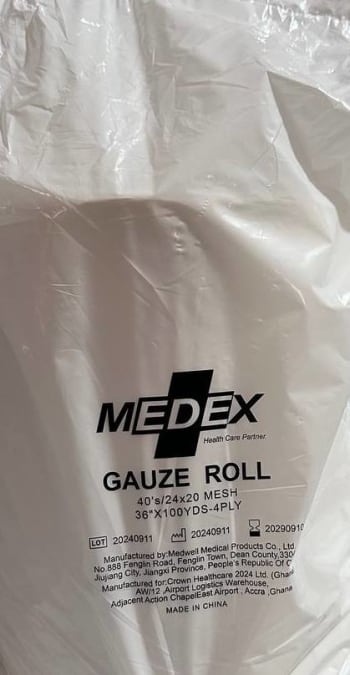 MEDEX
Health Care Partner
GAUZE ROLL
40's/24x20 MESH
36"X100YDS-4PLY
LOT 20240911 20240911 20290910
Manufactured by:Medwell Medical Products Co., Ltd.
No.888 Fenglin Road, Fenglin Town, Dean County,330
Jiujiang City, Jiangxi Province, People's Republic Of C
Manufactured for:Crown Healthcare 2024 Ltd. (Ghan
AW/12 ,Airport Logistics Warehouse,
Adjacent Action ChapelEast Airport , Accra ,Ghana
MADE IN CHINA